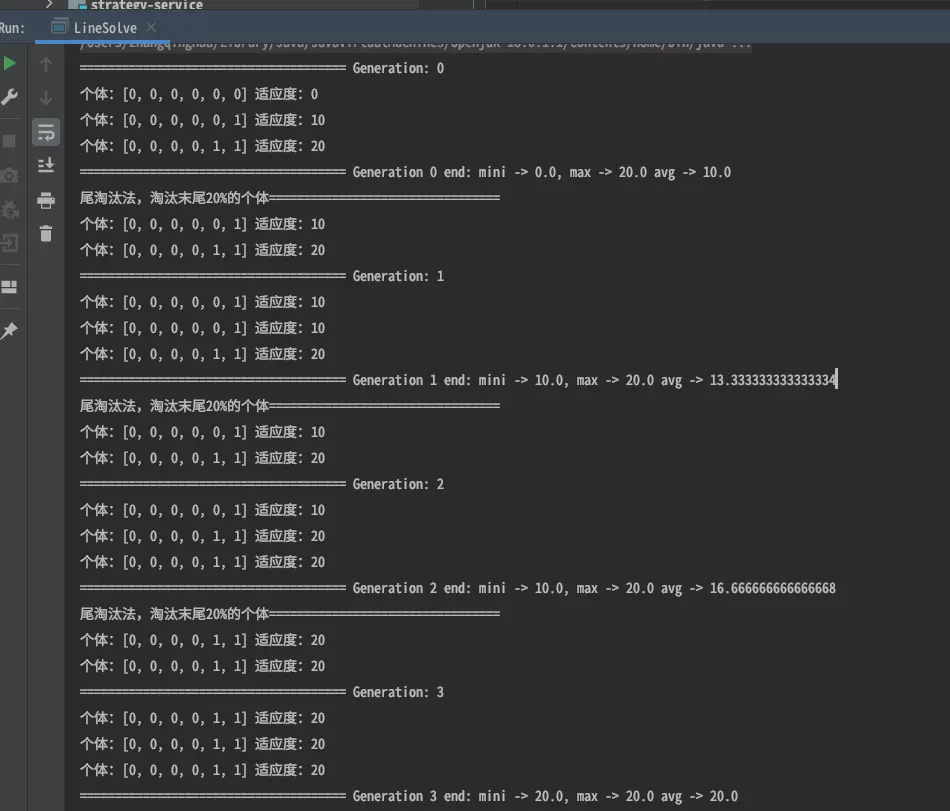 strategy-service
Run: LineSolve
═════════════════════════════════ Generation: 0
个体: [0, 0, 0, 0, 0, 0] 适应度: 0
个体: [0, 0, 0, 0, 0, 1] 适应度: 10
个体: [0, 0, 0, 0, 1, 1] 适应度: 20
═════════════════════════════════ Generation 0 end: mini -> 0.0, max -> 20.0 avg -> 10.0
尾淘汰法, 淘汰末尾20%的个体═════════════════════════════════
个体: [0, 0, 0, 0, 0, 1] 适应度: 10
个体: [0, 0, 0, 0, 1, 1] 适应度: 20
═════════════════════════════════ Generation: 1
个体: [0, 0, 0, 0, 0, 1] 适应度: 10
个体: [0, 0, 0, 0, 0, 1] 适应度: 10
个体: [0, 0, 0, 0, 1, 1] 适应度: 20
═════════════════════════════════ Generation 1 end: mini -> 10.0, max -> 20.0 avg -> 13.333333333333334
尾淘汰法, 淘汰末尾20%的个体═════════════════════════════════
个体: [0, 0, 0, 0, 0, 1] 适应度: 10
个体: [0, 0, 0, 0, 1, 1] 适应度: 20
═════════════════════════════════ Generation: 2
个体: [0, 0, 0, 0, 0, 1] 适应度: 10
个体: [0, 0, 0, 0, 1, 1] 适应度: 20
个体: [0, 0, 0, 0, 1, 1] 适应度: 20
═════════════════════════════════ Generation 2 end: mini -> 10.0, max -> 20.0 avg -> 16.666666666666668
尾淘汰法, 淘汰末尾20%的个体═════════════════════════════════
个体: [0, 0, 0, 0, 1, 1] 适应度: 20
个体: [0, 0, 0, 0, 1, 1] 适应度: 20
═════════════════════════════════ Generation: 3
个体: [0, 0, 0, 0, 1, 1] 适应度: 20
个体: [0, 0, 0, 0, 1, 1] 适应度: 20
个体: [0, 0, 0, 0, 1, 1] 适应度: 20
═════════════════════════════════ Generation 3 end: mini -> 20.0, max -> 20.0 avg -> 20.0